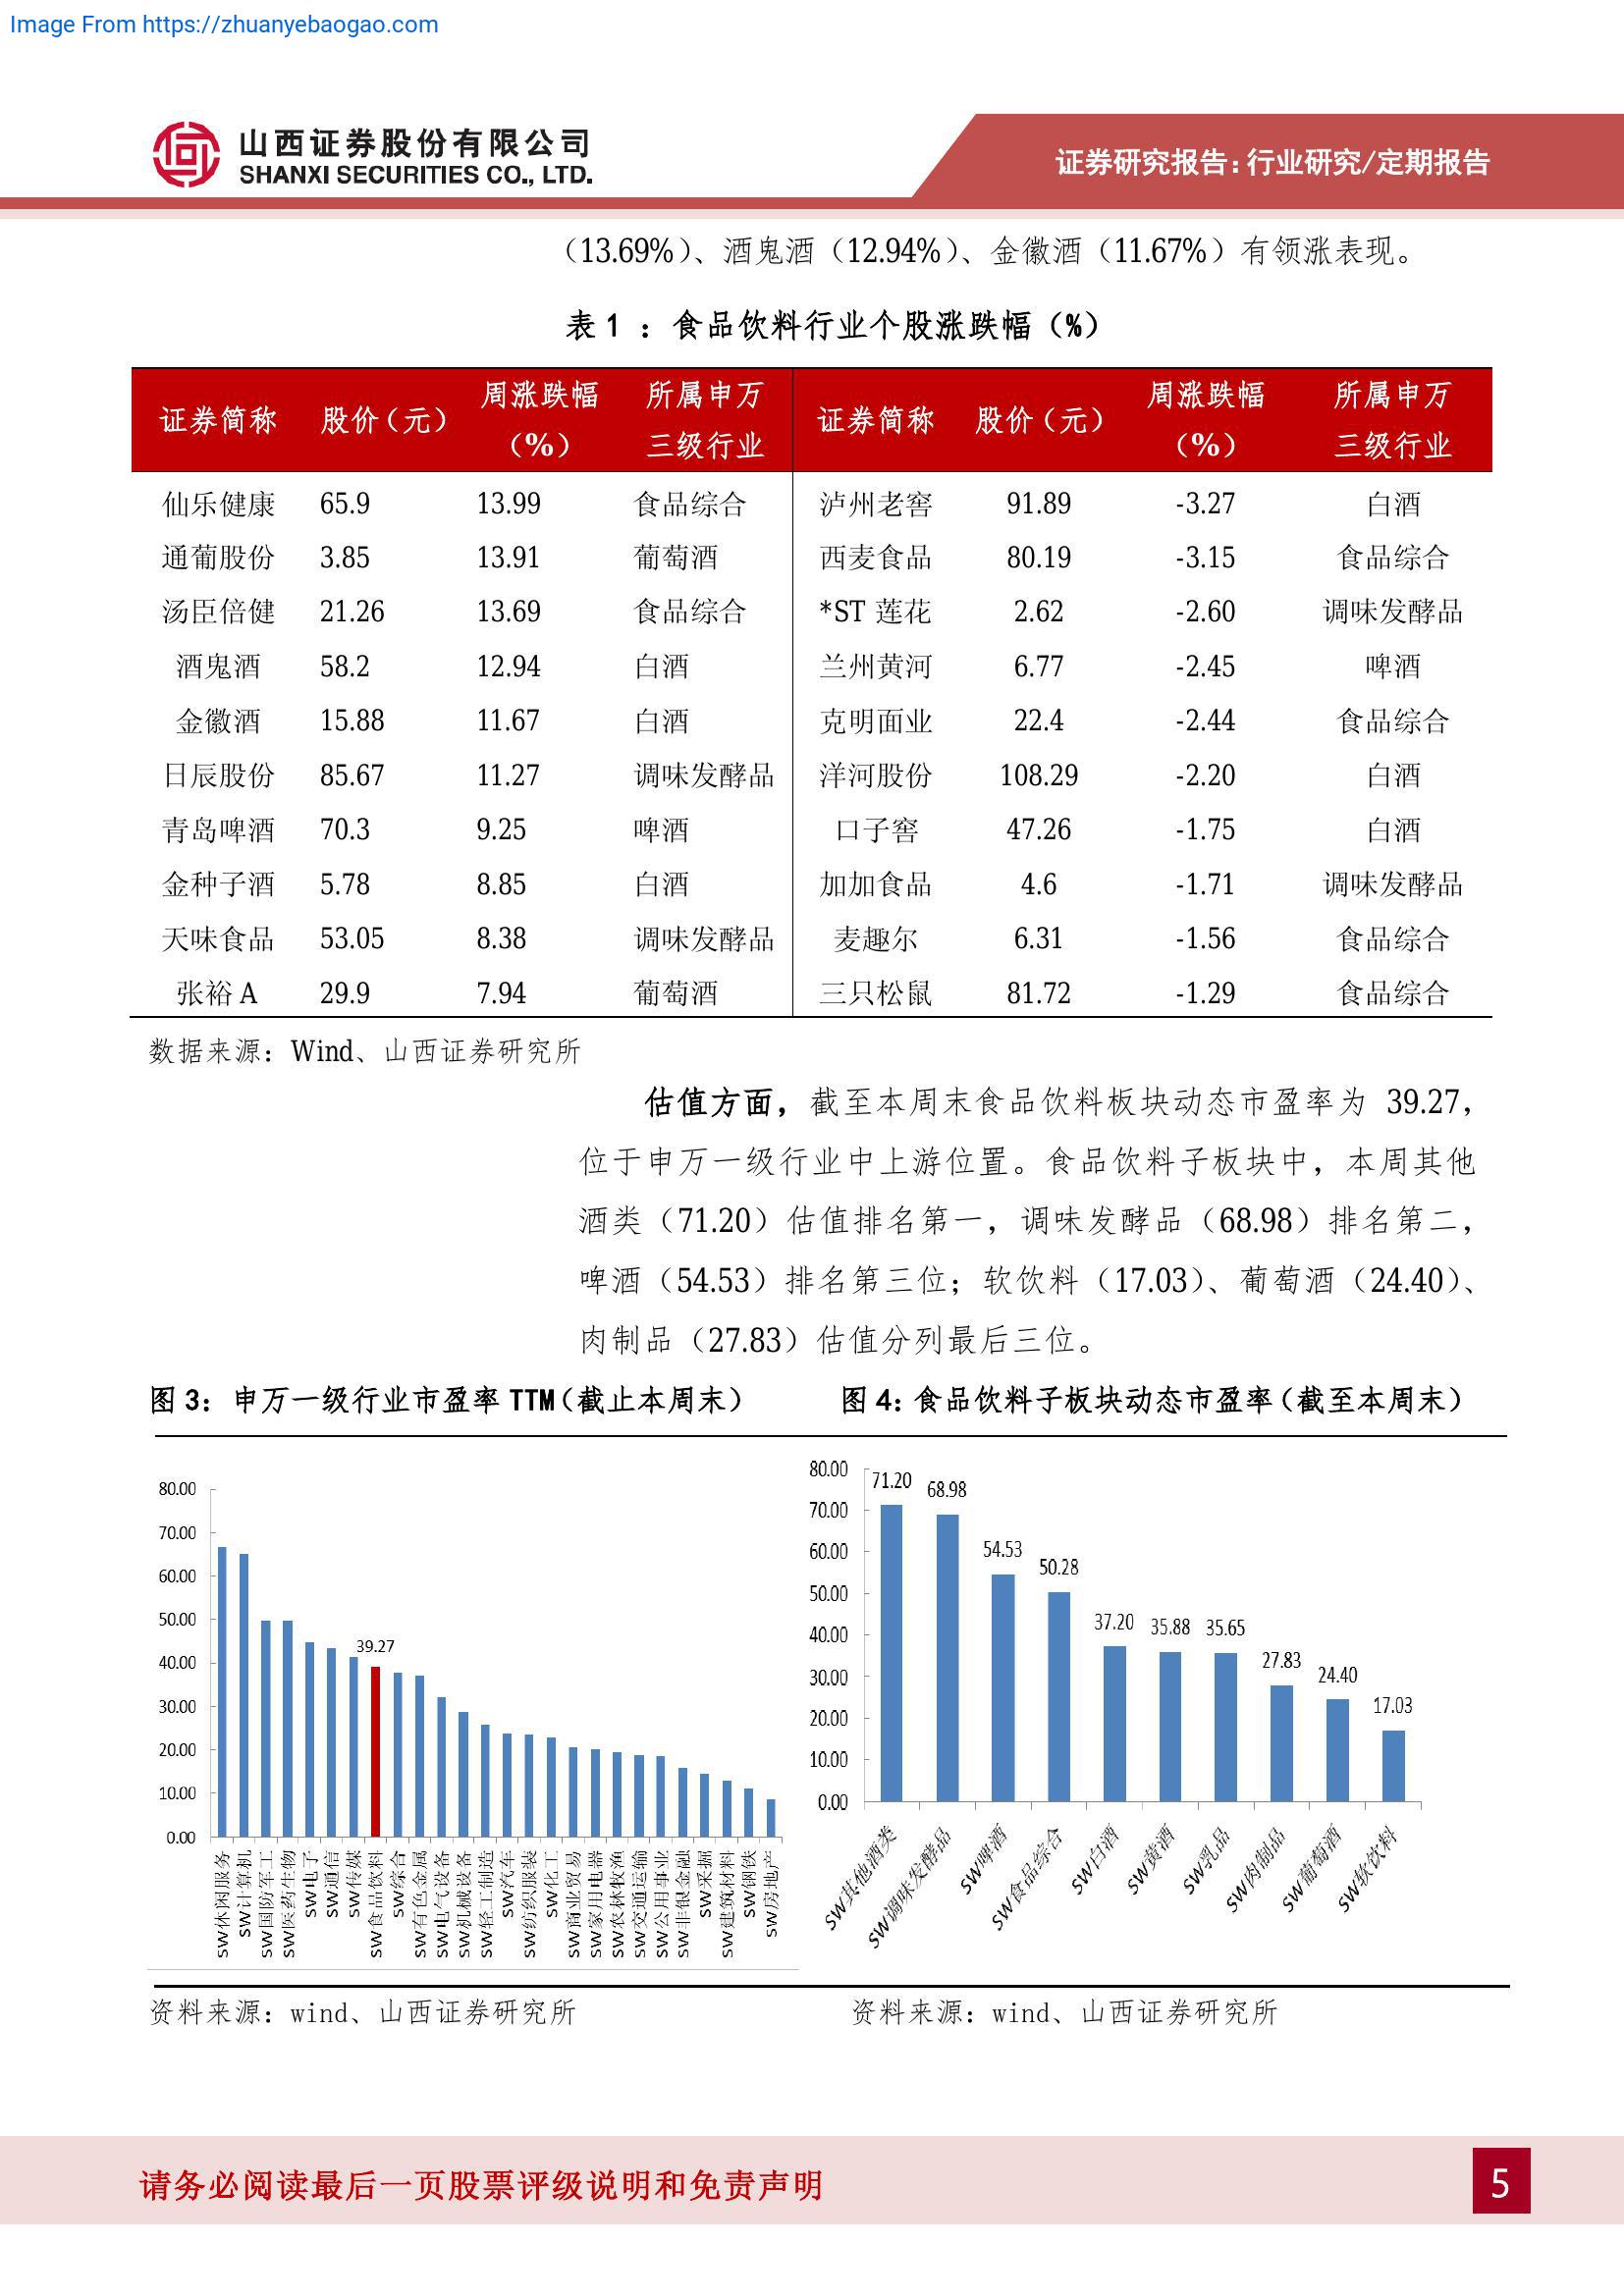 Image From https://zhuanyebaogao.com
山西证券股份有限公司
SHANXI SECURITIES CO., LTD.
证券研究报告:行业研究/定期报告
（13.69%）、酒鬼酒（12.94%）、金徽酒（11.67%）有领涨表现。
表 1 ：食品饮料行业个股涨跌幅（%）
证券简称 股价（元） 周涨跌幅（%） 所属申万三级行业 证券简称 股价（元） 周涨跌幅（%） 所属申万三级行业
仙乐健康 65.9 13.99 食品综合 泸州老窖 91.89 -3.27 白酒
通葡股份 3.85 13.91 葡萄酒 西麦食品 80.19 -3.15 食品综合
汤臣倍健 21.26 13.69 食品综合 *ST 莲花 2.62 -2.60 调味发酵品
酒鬼酒 58.2 12.94 白酒 兰州黄河 6.77 -2.45 啤酒
金徽酒 15.88 11.67 白酒 克明面业 22.4 -2.44 食品综合
日辰股份 85.67 11.27 调味发酵品 洋河股份 108.29 -2.20 白酒
青岛啤酒 70.3 9.25 啤酒 口子窖 47.26 -1.75 白酒
金种子酒 5.78 8.85 白酒 加加食品 4.6 -1.71 调味发酵品
天味食品 53.05 8.38 调味发酵品 麦趣尔 6.31 -1.56 食品综合
张裕 A 29.9 7.94 葡萄酒 三只松鼠 81.72 -1.29 食品综合
数据来源：Wind、山西证券研究所
估值方面，截至本周末食品饮料板块动态市盈率为 39.27，
位于申万一级行业中上游位置。食品饮料子板块中，本周其他
酒类（71.20）估值排名第一，调味发酵品（68.98）排名第二，
啤酒（54.53）排名第三位；软饮料（17.03）、葡萄酒（24.40）、
肉制品（27.83）估值分列最后三位。
图 3：申万一级行业市盈率 TTM（截止本周末）
80.00
70.00
60.00
50.00
40.00
30.00
20.00
10.00
0.00
39.27
SW休闲服务
SW计算机
SW国防军工
SW医药生物
SW电子
SW通信
SW传媒
SW食品饮料
SW综合
SW有色金属
SW电气设备
SW机械设备
SW轻工制造
SW汽车
SW纺织服装
SW化工
SW商业贸易
SW家用电器
SW农林牧渔
SW交通运输
SW公用事业
SW非银金融
SW采掘
SW建筑材料
SW钢铁
SW房地产
资料来源：wind、山西证券研究所
图 4：食品饮料子板块动态市盈率（截至本周末）
80.00
70.00
60.00
50.00
40.00
30.00
20.00
10.00
0.00
71.20
68.98
54.53
50.28
37.20
35.88
35.65
27.83
24.40
17.03
SW其他酒类
SW调味发酵品
SW啤酒
SW食品综合
SW白酒
SW黄酒
SW乳品
SW肉制品
SW葡萄酒
SW软饮料
资料来源：wind、山西证券研究所
请务必阅读最后一页股票评级说明和免责声明
5